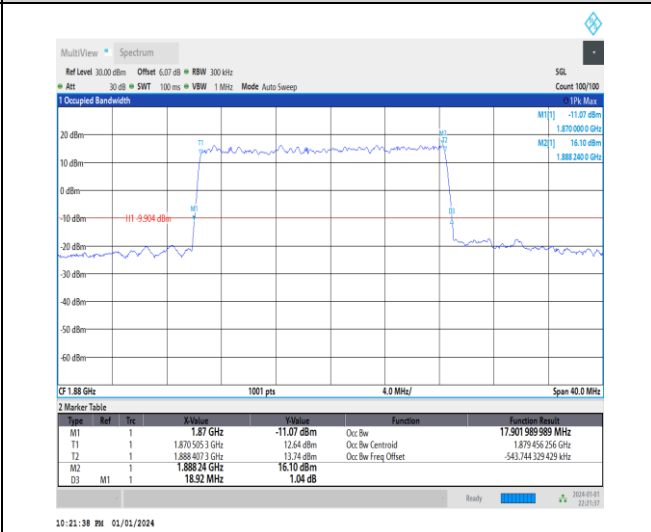 MultiView Spectrum
Ref Level 30.00 dBm Offset 6.07 dB RBW 300 kHz SGL
Att 30 dB SWT 100 ms VBW 1 MHz Mode Auto Sweep Count 100/100
1 Occupied Bandwidth 1Pk Max
M1[1] -11.07 dBm
1.870 000 0 GHz
M2[1] 16.10 dBm
1.888 240 0 GHz
20 dBm
T1
T2
10 dBm
0 dBm
M1
D3
-10 dBm
H1 -9.904 dBm
-20 dBm
-30 dBm
-40 dBm
-50 dBm
-60 dBm
CF 1.88 GHz 1001 pts 4.0 MHz/ Span 40.0 MHz
2 Marker Table
Type Ref Trc X-Value Y-Value Function Function Result
M1 1 1.87 GHz -11.07 dBm Occ Bw 17.901 989 989 MHz
T1 1 1.870 505 3 GHz 12.64 dBm Occ Bw Centroid 1.879 456 256 GHz
T2 1 1.888 407 3 GHz 13.74 dBm Occ Bw Freq Offset -543.744 329 429 kHz
M2 1 1.888 24 GHz 16.10 dBm
D3 M1 1 18.92 MHz 1.04 dB
Ready 2024-01-01
22:21:37
10:21:38 PM 01/01/2024